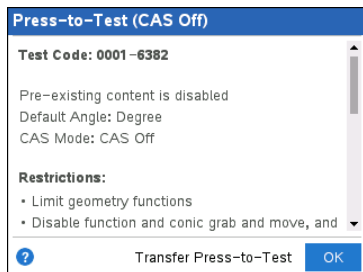 Press-to-Test (CAS Off)
Test Code: 0001-6382
Pre-existing content is disabled
Default Angle: Degree
CAS Mode: CAS Off
Restrictions:
• Limit geometry functions
• Disable function and conic grab and move, and
?
Transfer Press-to-Test
OK